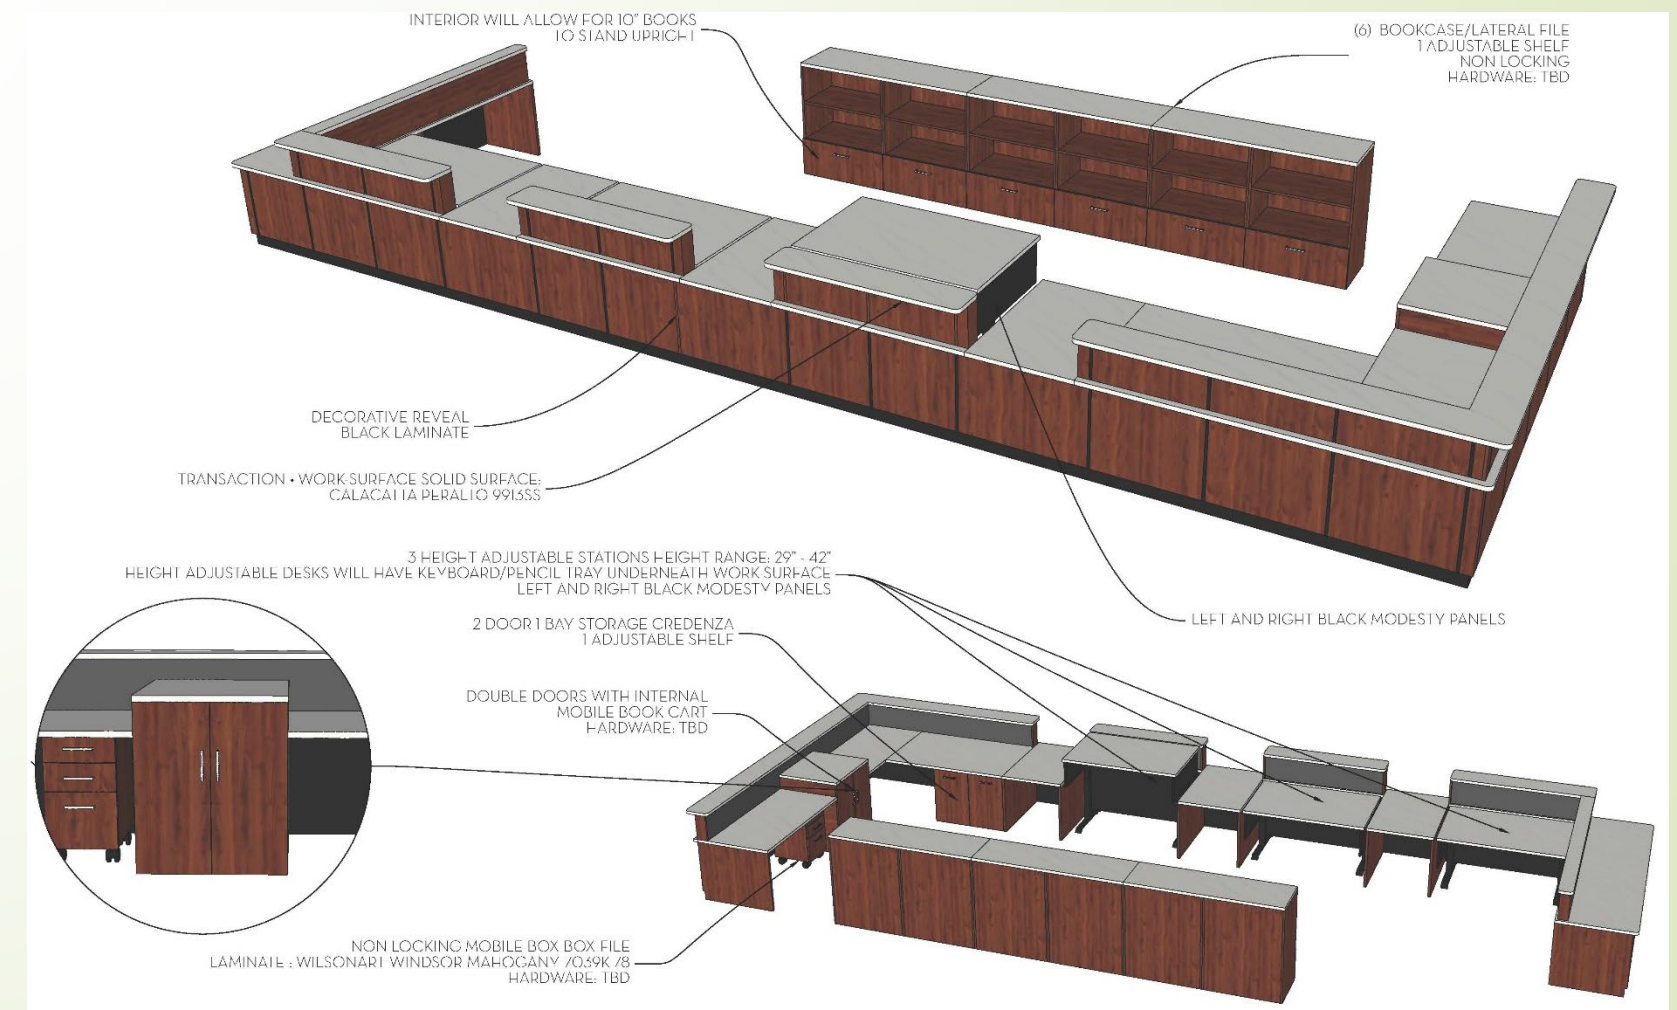 INTERIOR WILL ALLOW FOR 10" BOOKS
TO STAND UPRIGHT
(6) BOOKCASE/LATERAL FILE
1 ADJUSTABLE SHELF
NON LOCKING
HARDWARE: TBD
DECORATIVE REVEAL
BLACK LAMINATE
TRANSACTION • WORK-SURFACE SOLID SURFACE:
CALACATTA PERALTO 9913SS
3 HEIGHT ADJUSTABLE STATIONS HEIGHT RANGE: 29" - 42"
HEIGHT ADJUSTABLE DESKS WILL HAVE KEYBOARD/PENCIL TRAY UNDERNEATH WORK SURFACE
LEFT AND RIGHT BLACK MODESTY PANELS
LEFT AND RIGHT BLACK MODESTY PANELS
2 DOOR 1 BAY STORAGE CREDENZA
1 ADJUSTABLE SHELF
DOUBLE DOORS WITH INTERNAL
MOBILE BOOK CART
HARDWARE: TBD
NON LOCKING MOBILE BOX BOX FILE
LAMINATE : WILSONART WINDSOR MAHOGANY 7039K-78
HARDWARE: TBD